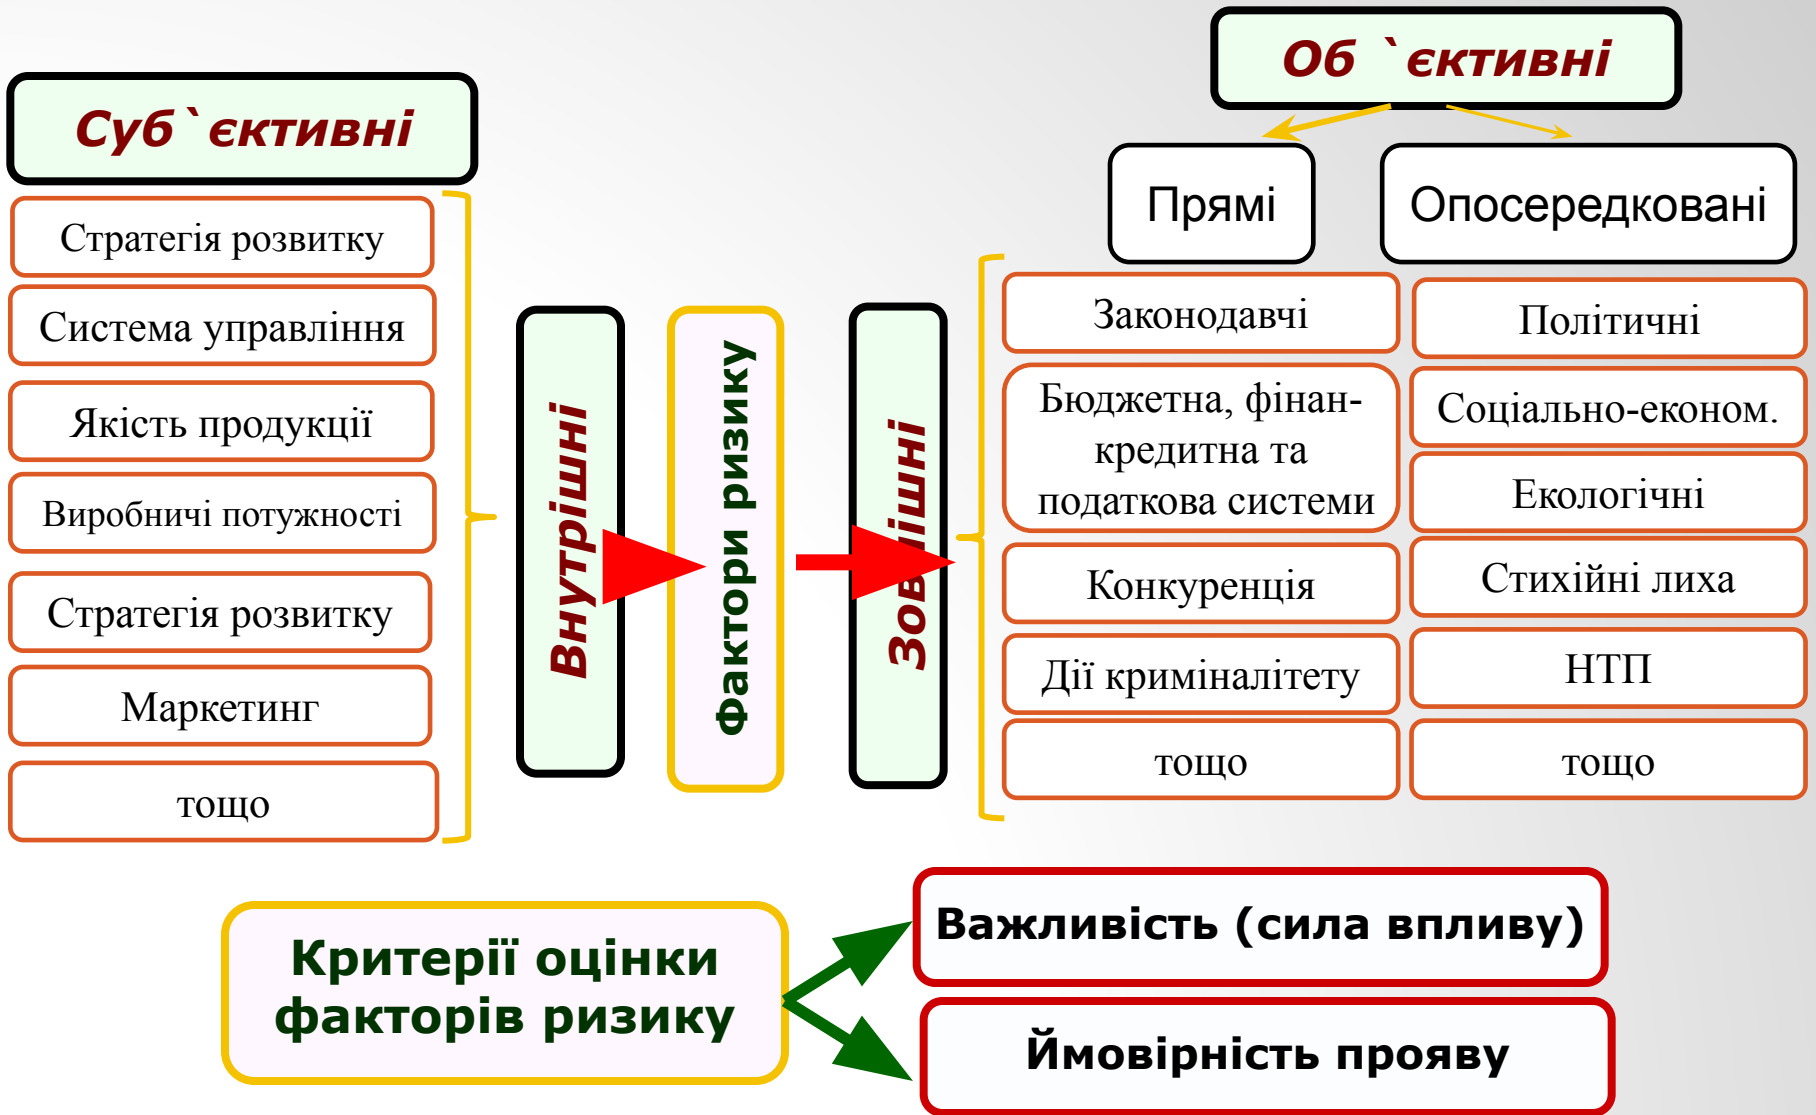 Суб`єктивні
Стратегія розвитку
Система управління
Якість продукції
Виробничі потужності
Стратегія розвитку
Маркетинг
тощо
Внутрішні
Фактори ризику
Зовнішні
Об `єктивні
Прямі
Опосередковані
Законодавчі
Бюджетна, фінан-
кредитна та
податкова системи
Конкуренція
Дії криміналітету
тощо
Політичні
Соціально-економ.
Екологічні
Стихійні лиха
НТП
тощо
Критерії оцінки
факторів ризику
Важливість (сила впливу)
Ймовірність прояву